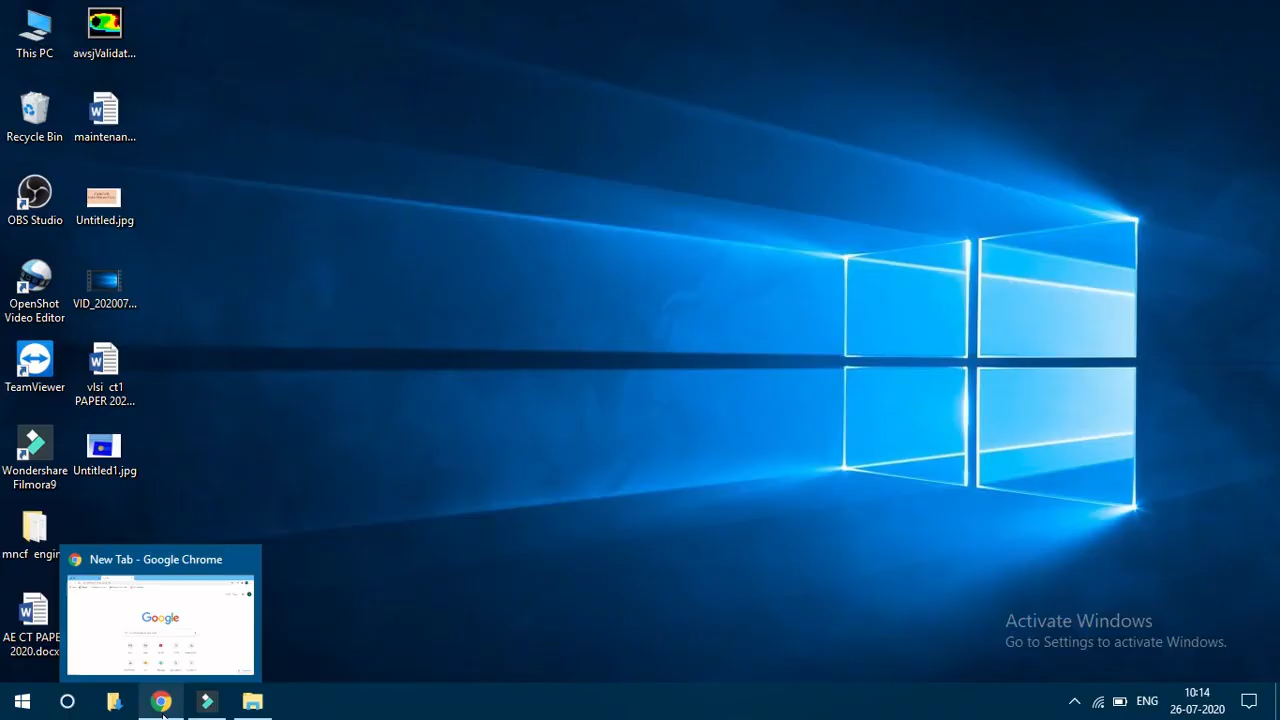 This PC
awsjValidat...
Recycle Bin
maintenan...
OBS Studio
Untitled.jpg
OpenShot
Video Editor
VID_202007...
TeamViewer
vlsi ct1
PAPER 202...
Wondershare
Filmora9
Untitled1.jpg
mncf_engin
New Tab - Google Chrome
Google
AE CT PAPE
2020.docx
Activate Windows
Go to Settings to activate Windows.
ENG
10:14
26-07-2020